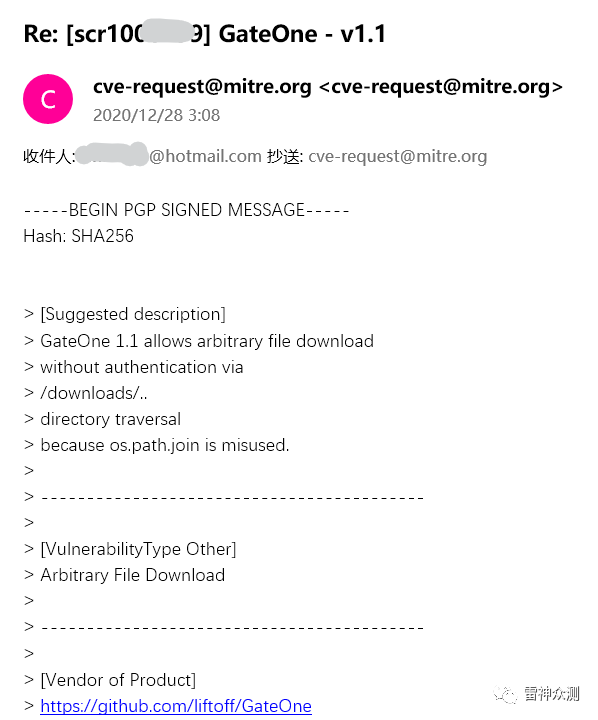 Re: [scr100 9] GateOne - v1.1
C
cve-request@mitre.org <cve-request@mitre.org>
2020/12/28 3:08
收件人: @hotmail.com 抄送: cve-request@mitre.org
-----BEGIN PGP SIGNED MESSAGE-----
Hash: SHA256
> [Suggested description]
> GateOne 1.1 allows arbitrary file download
> without authentication via
> /downloads/..
> directory traversal
> because os.path.join is misused.
>
> ------------------------------------------
>
> [VulnerabilityType Other]
> Arbitrary File Download
>
> ------------------------------------------
>
> [Vendor of Product]
> https://github.com/liftoff/GateOne
雷神众测